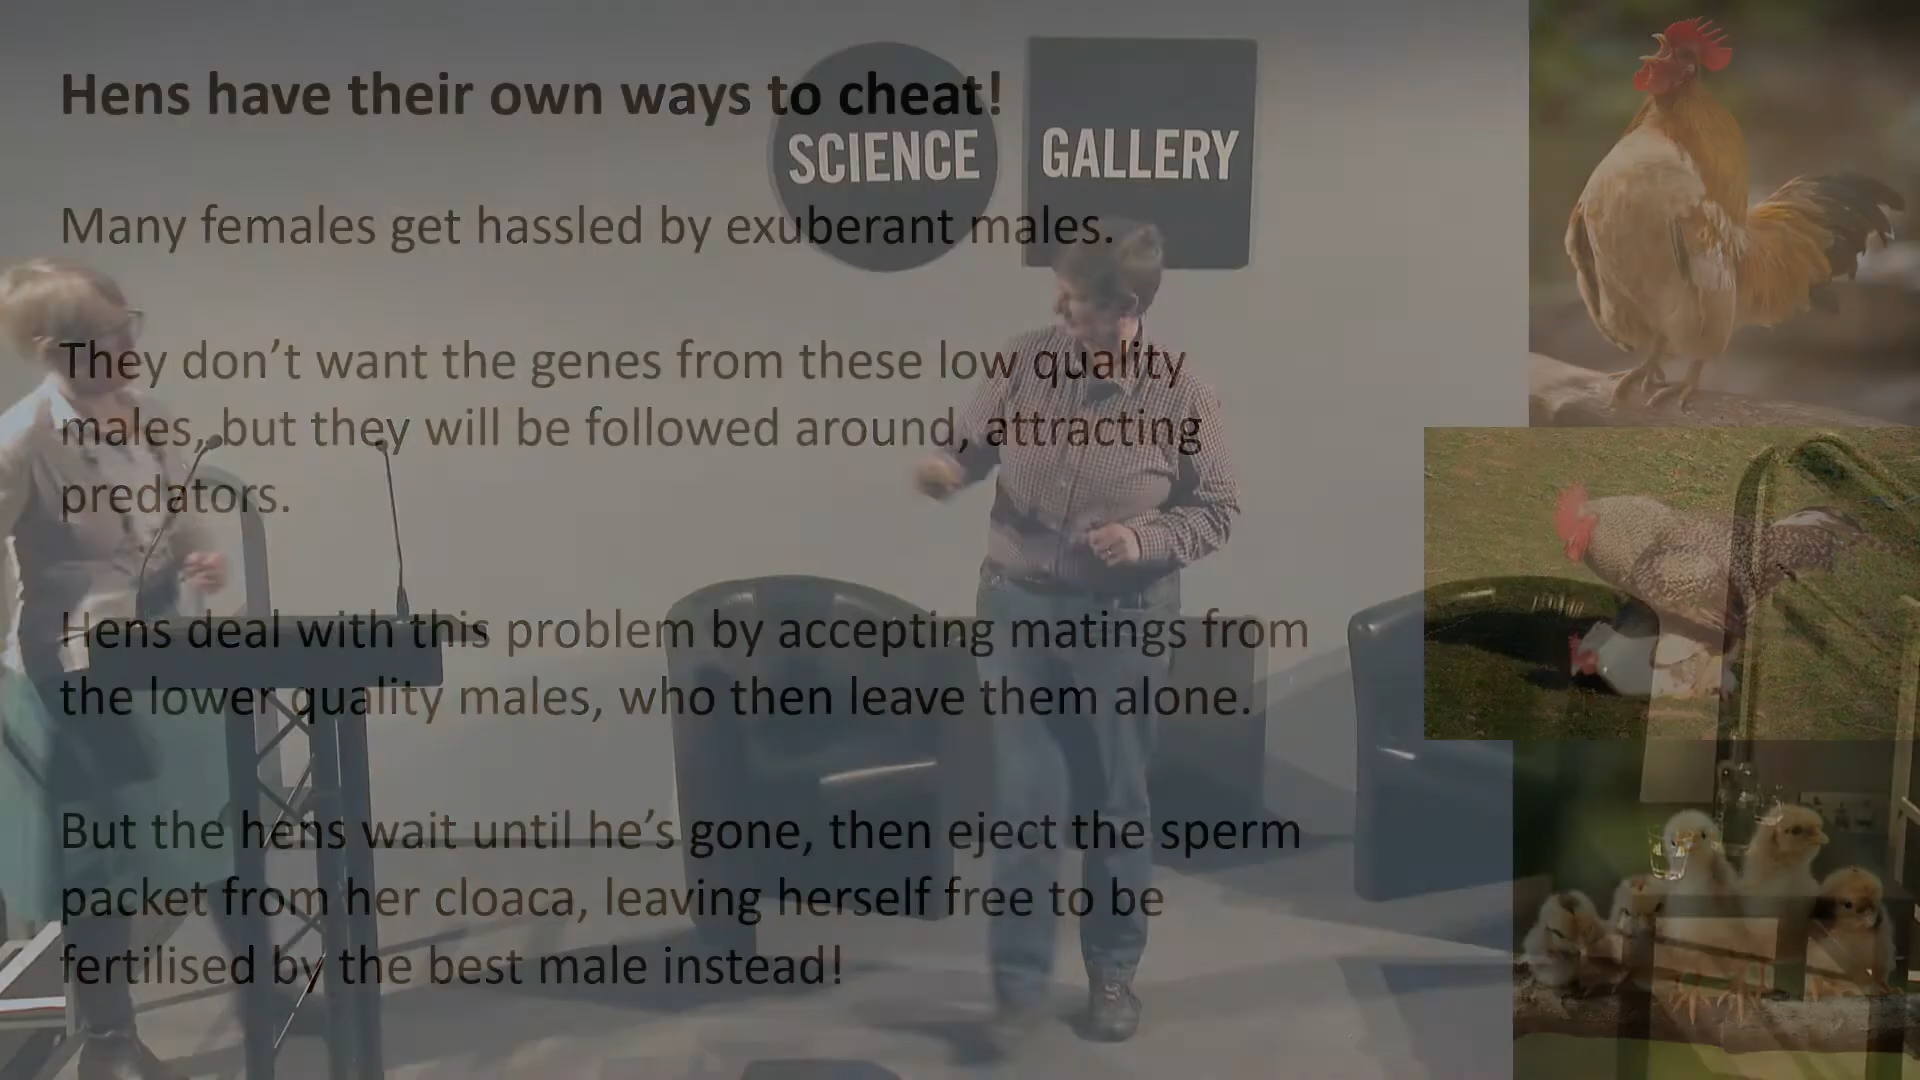 Hens have their own ways to cheat!
SCIENCE GALLERY
Many females get hassled by exuberant males.
They don’t want the genes from these low quality
males, but they will be followed around, attracting
predators.
Hens deal with this problem by accepting matings from
the lower quality males, who then leave them alone.
But the hens wait until he’s gone, then eject the sperm
packet from her cloaca, leaving herself free to be
fertilised by the best male instead!